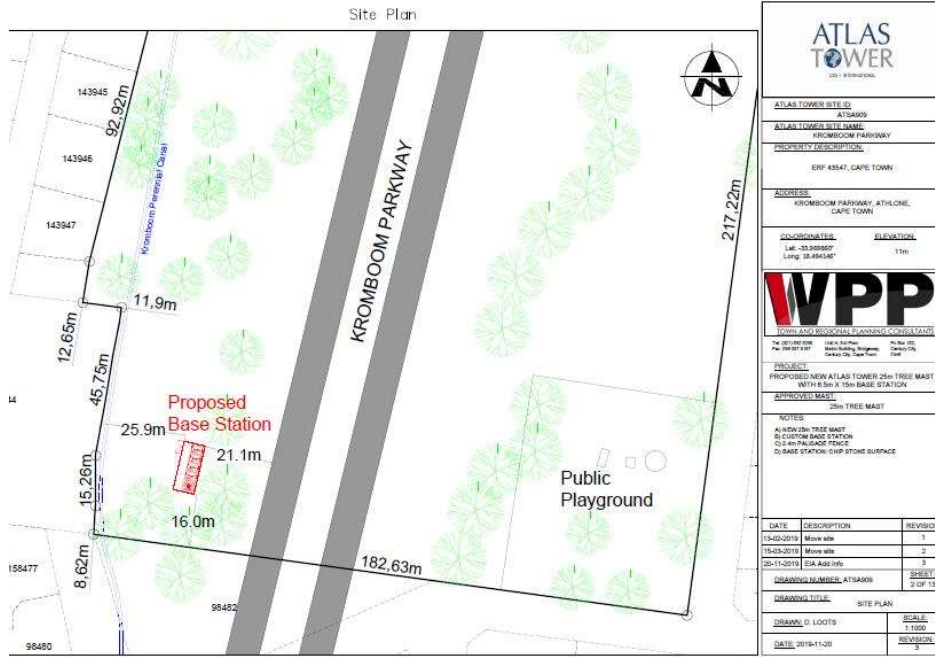 Site Plan
143945
92,92m
143946
Kromboom Perennial Canal
143947
KROMBOOM PARKWAY
N
217,22m
11,9m
12,65m
45,75m
Proposed
Base Station
25.9m
21.1m
15,26m
16.0m
Public
Playground
8,62m
182,63m
98482
98480
ATLAS
TOWER
ATLAS TOWER SITE ID:
ATSA909
ATLAS TOWER SITE NAME:
KROMBOOM PARKWAY
PROPERTY DESCRIPTION:
ERF 43547, CAPE TOWN
ADDRESS:
KROMBOOM PARKWAY, ATHLONE,
CAPE TOWN
CO-ORDINATES: ELEVATION:
11m
WPP
TOWN AND REGIONAL PLANNING CONSULTANTS
PROJECT:
PROPOSED NEW ATLAS TOWER 25m TREE MAST
WITH 8.5m X 15m BASE STATION
APPROVED MAST:
25m TREE MAST
NOTES:
A) NEW 25m TREE MAST
B) CUSTOM BASE STATION
C) 2.4m PALISADE FENCE
D) BASE STATION: CHIP STONE SURFACE
DATE DESCRIPTION REVISION
13-02-2019 Move site 1
15-03-2019 Move site 2
20-11-2019 EIA Add Info 3
DRAWING NUMBER: ATSA909
SHEET:
2 OF 13
DRAWING TITLE:
SITE PLAN
DRAWN: D. LOOTS
SCALE:
1:1000
DATE: 2019-11-20
REVISION:
3